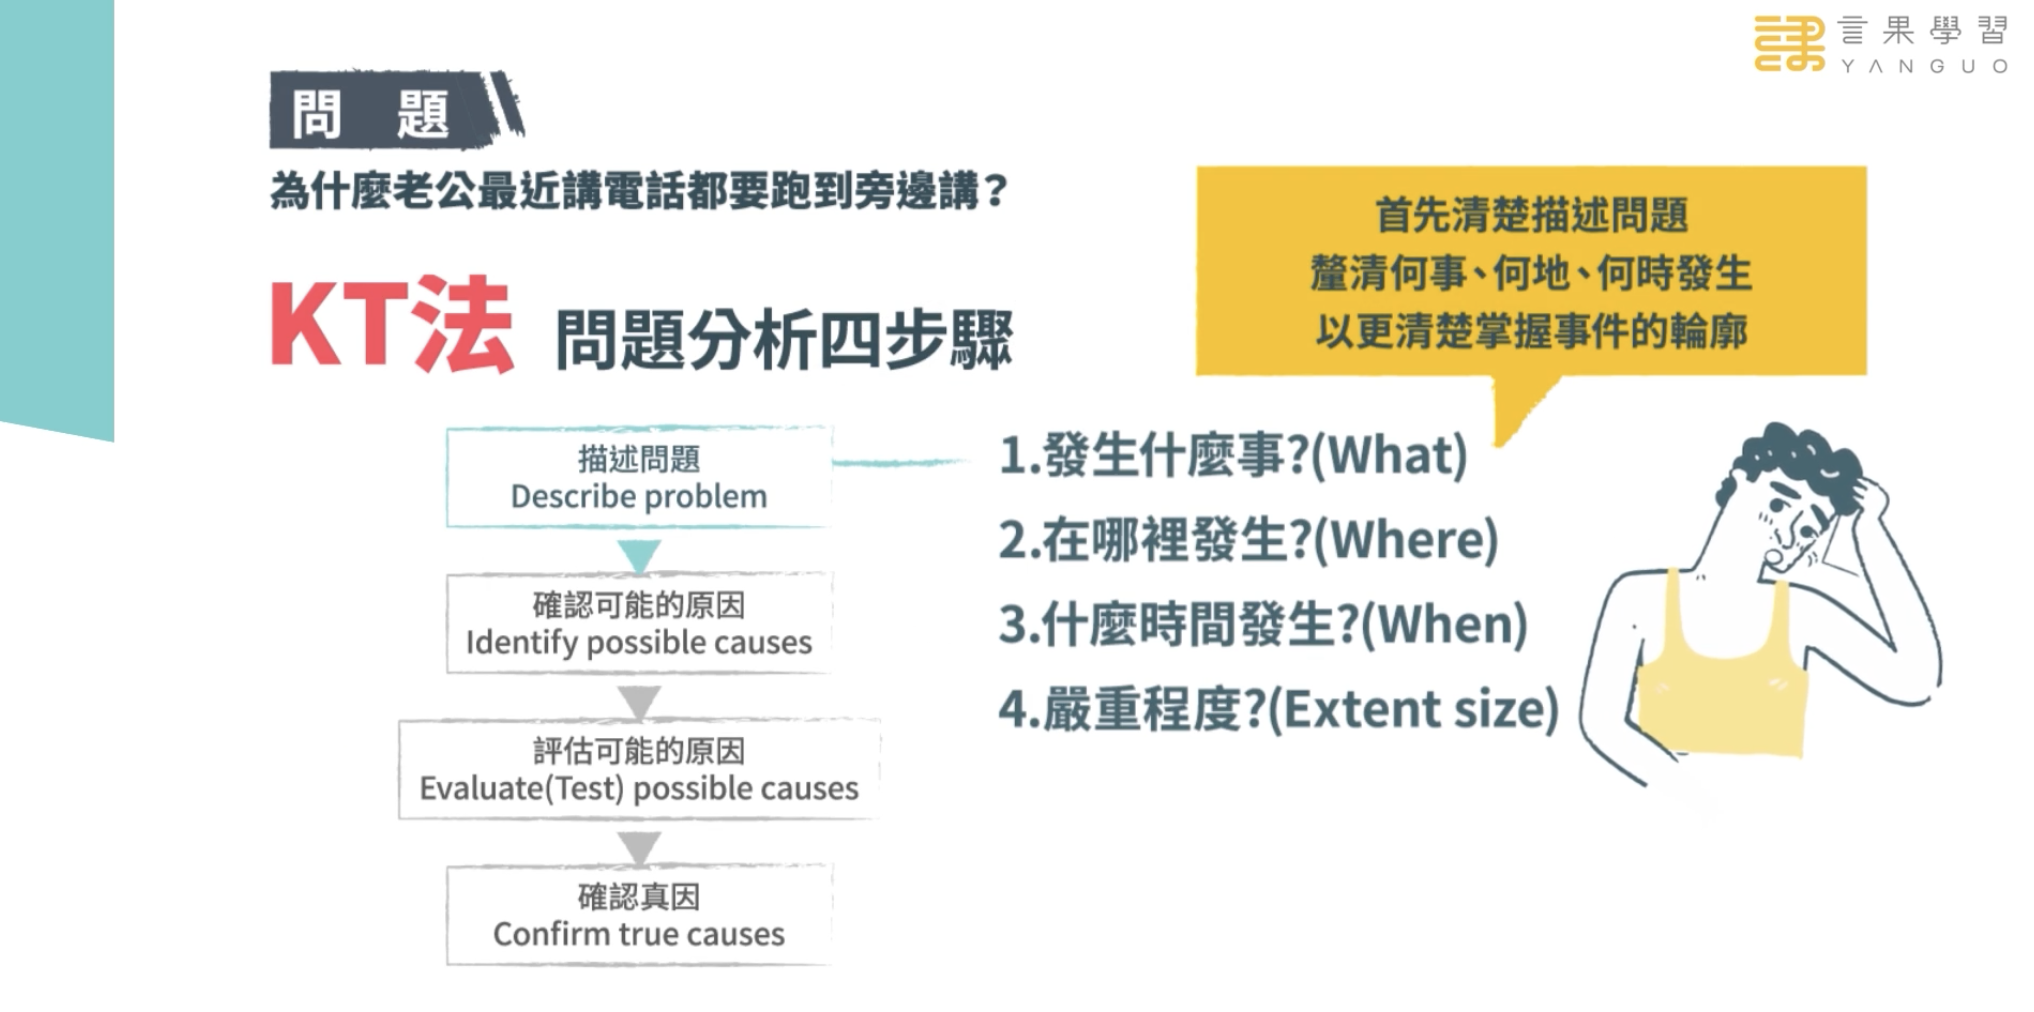 言果學習
YANGUO
問 題
為什麼老公最近講電話都要跑到旁邊講？
KT法 問題分析四步驟
首先清楚描述問題
釐清何事、何地、何時發生
以更清楚掌握事件的輪廓
描述問題
Describe problem
確認可能的原因
Identify possible causes
評估可能的原因
Evaluate(Test) possible causes
確認真因
Confirm true causes
1.發生什麼事?(What)
2.在哪裡發生?(Where)
3.什麼時間發生?(When)
4.嚴重程度?(Extent size)